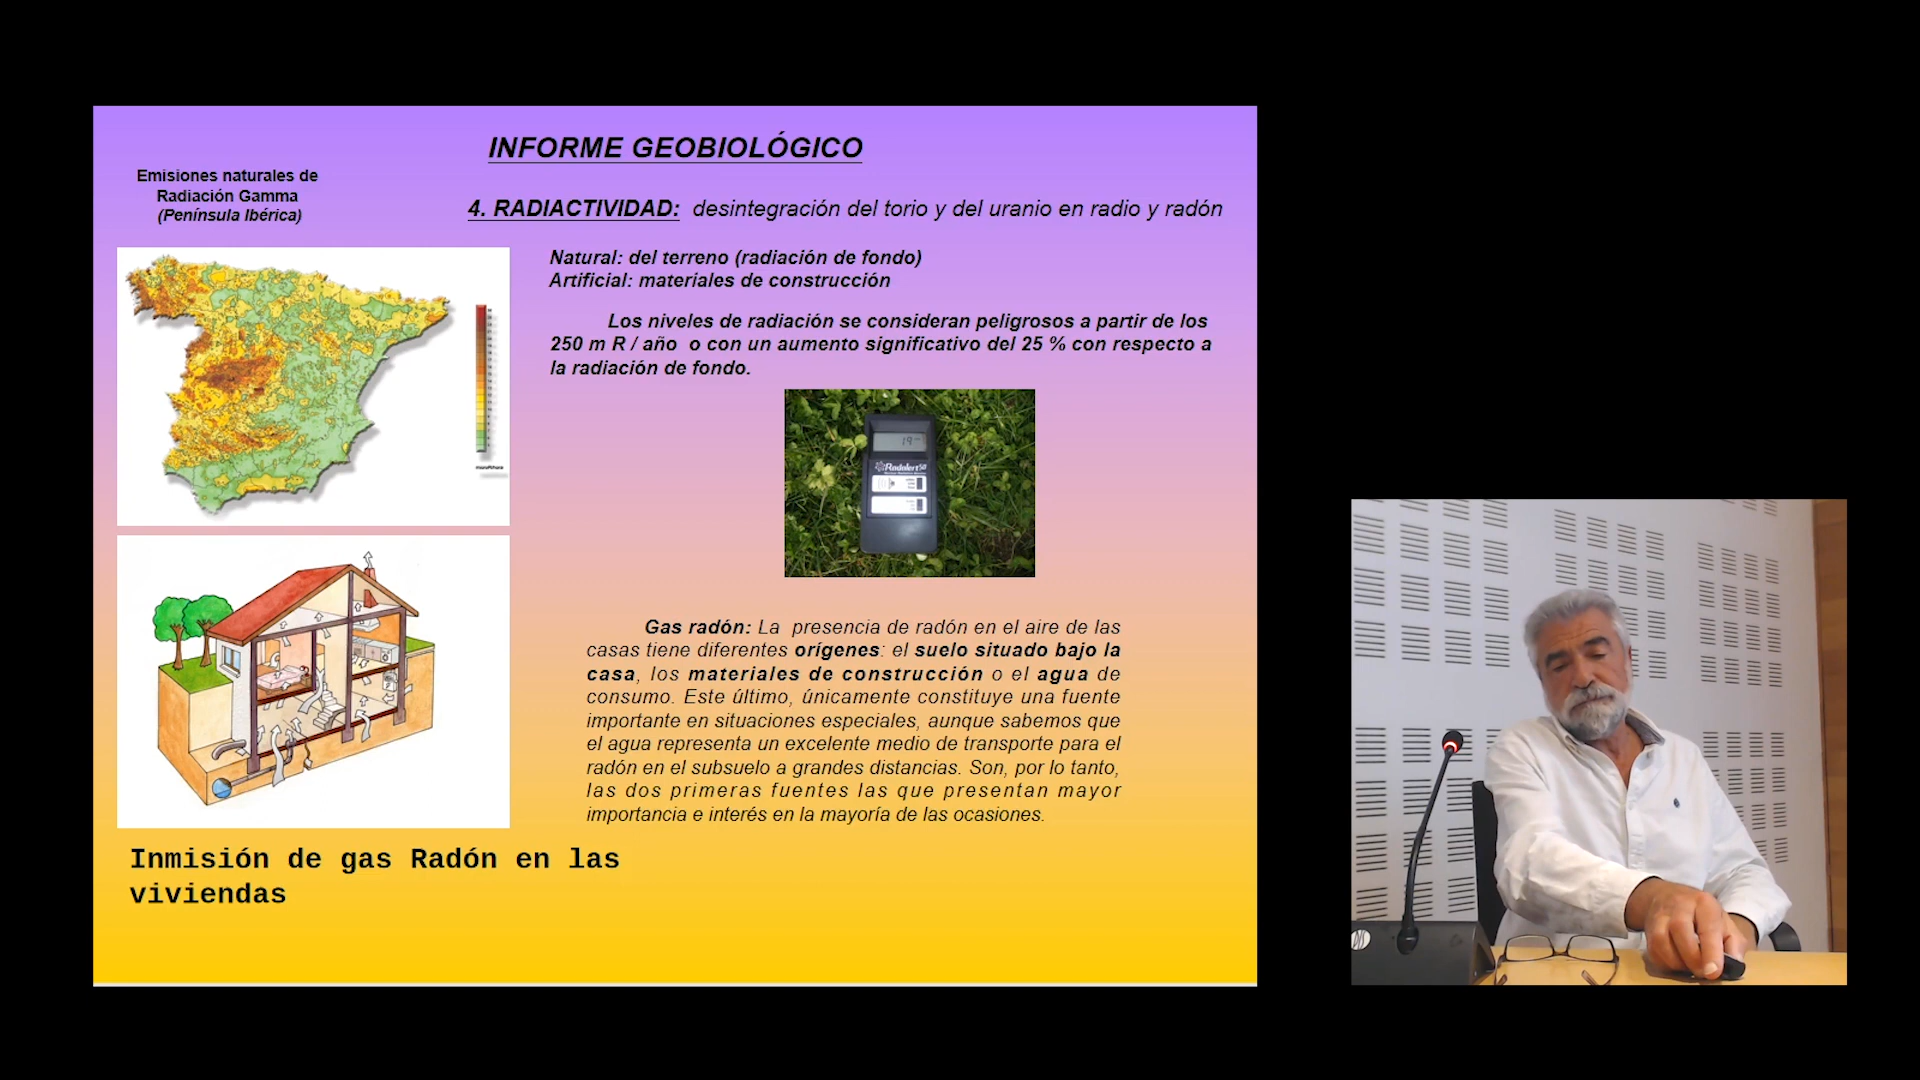 INFORME GEOBIOLÓGICO
Emisiones naturales de
Radiación Gamma
(Península Ibérica)
4. RADIACTIVIDAD: desintegración del torio y del uranio en radio y radón
Natural: del terreno (radiación de fondo)
Artificial: materiales de construcción
Los niveles de radiación se consideran peligrosos a partir de los
250 m R / año o con un aumento significativo del 25 % con respecto a
la radiación de fondo.
19
Radalert 50
Gas radón: La presencia de radón en el aire de las
casas tiene diferentes orígenes: el suelo situado bajo la
casa, los materiales de construcción o el agua de
consumo. Este último, únicamente constituye una fuente
importante en situaciones especiales, aunque sabemos que
el agua representa un excelente medio de transporte para el
radón en el subsuelo a grandes distancias. Son, por lo tanto,
las dos primeras fuentes las que presentan mayor
importancia e interés en la mayoría de las ocasiones.
Inmisión de gas Radón en las
viviendas